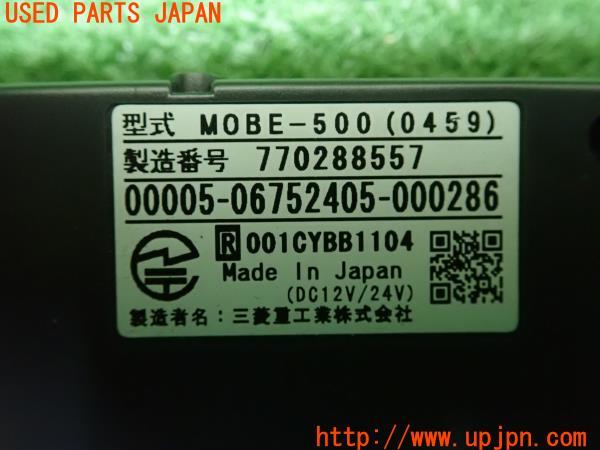 USED PARTS JAPAN
型式 MOBE-500(0459)
製造番号 770288557
00005-06752405-000286
R 001CYBB1104
Made In Japan
(DC12V/24V)
製造者名：三菱重工業株式会社
http://www.upjpn.com/